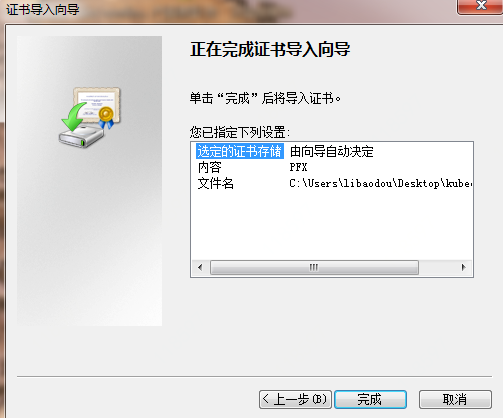 证书导入向导
正在完成证书导入向导
单击“完成”后将导入证书。
您已指定下列设置:
选定的证书存储 由向导自动决定
内容 PFX
文件名 C:\Users\libaodou\Desktop\kubec
< 上一步(B) 完成 取消